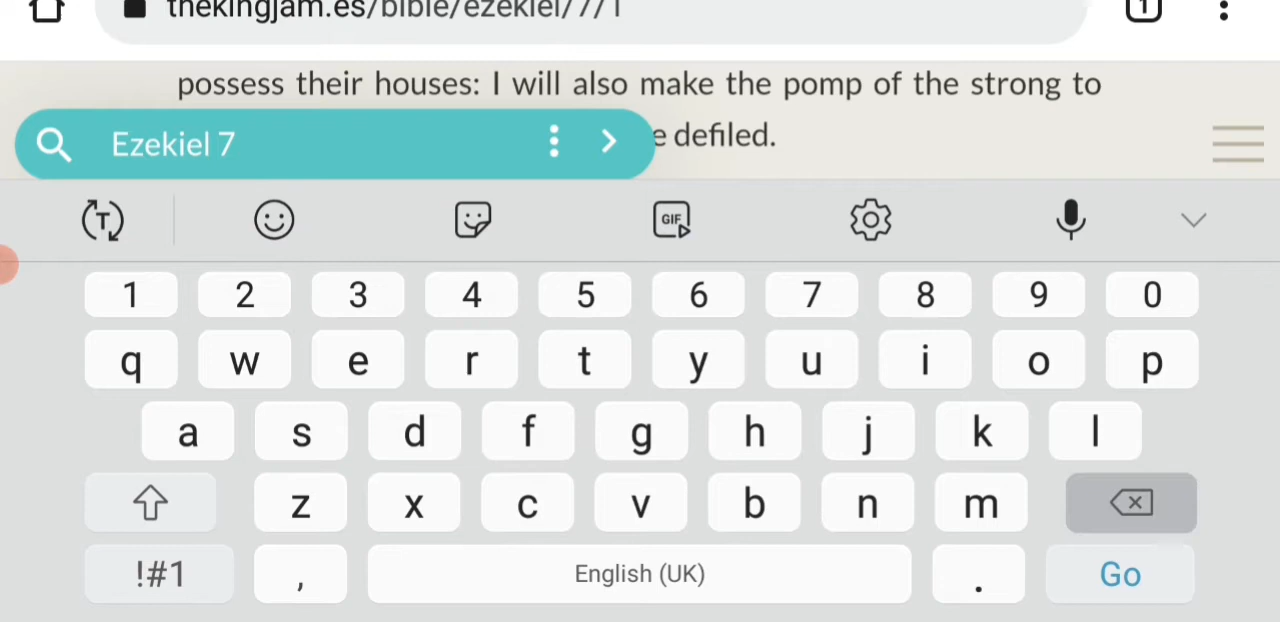 thekingjam.es/bible/ezekiel/7/1
1
possess their houses: I will also make the pomp of the strong to
Ezekiel 7
e defiled.
T
GIF
1 2 3 4 5 6 7 8 9 0
q w e r t y u i o p
a s d f g h j k l
z x c v b n m
!#1 , English (UK) . Go